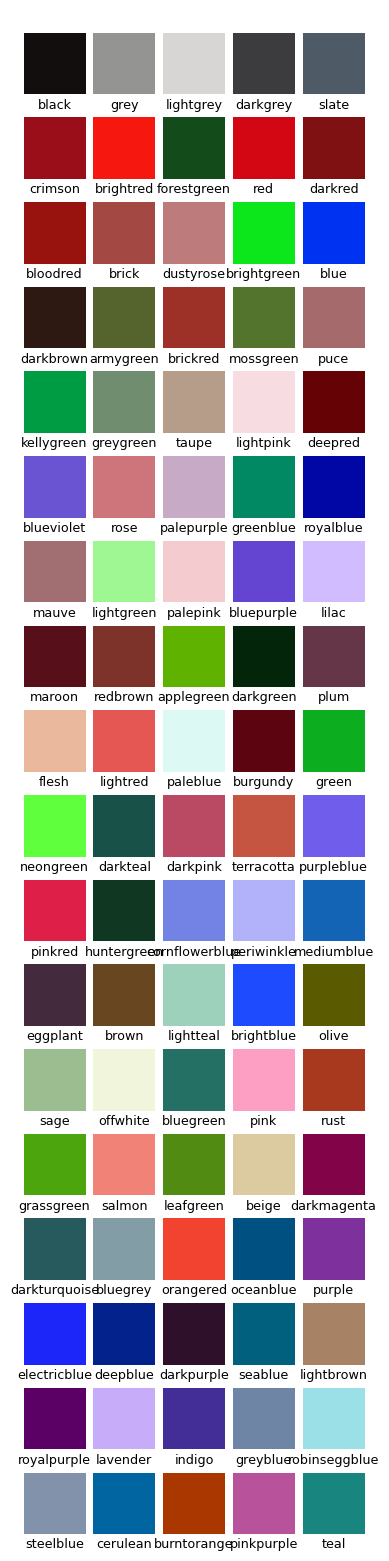 black grey lightgrey darkgrey slate
crimson brightred forestgreen red darkred
bloodred brick dustyrose brightgreen blue
darkbrown armygreen brickred mossgreen puce
kellygreen greygreen taupe lightpink deepred
blueviolet rose palepurple greenblue royalblue
mauve lightgreen palepink bluepurple lilac
maroon redbrown applegreen darkgreen plum
flesh lightred paleblue burgundy green
neongreen darkteal darkpink terracotta purpleblue
pinkred huntergreen cornflowerblue periwinkle mediumblue
eggplant brown lightteal brightblue olive
sage offwhite bluegreen pink rust
grassgreen salmon leafgreen beige darkmagenta
darkturquoise bluegrey orangered oceanblue purple
electricblue deepblue darkpurple seablue lightbrown
royalpurple lavender indigo greyblue robinseggblue
steelblue cerulean burntorange pinkpurple teal